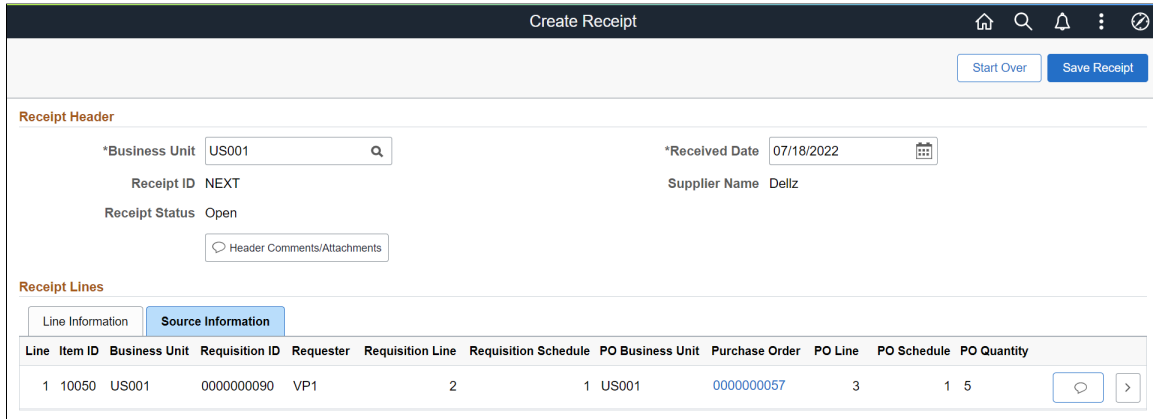 Create Receipt
Start Over Save Receipt
Receipt Header
*Business Unit US001 *Received Date 07/18/2022
Receipt ID NEXT Supplier Name Dellz
Receipt Status Open
Header Comments/Attachments
Receipt Lines
Line Information Source Information
Line Item ID Business Unit Requisition ID Requester Requisition Line Requisition Schedule PO Business Unit Purchase Order PO Line PO Schedule PO Quantity
1 10050 US001 0000000090 VP1 2 1 US001 0000000057 3 1 5